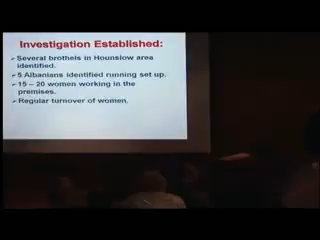 Investigation Established:
➢Several brothels in Hounslow area
identified.
➢5 Albanians identified running set up.
➢15 – 20 women working in the
premises.
➢Regular turnover of women.